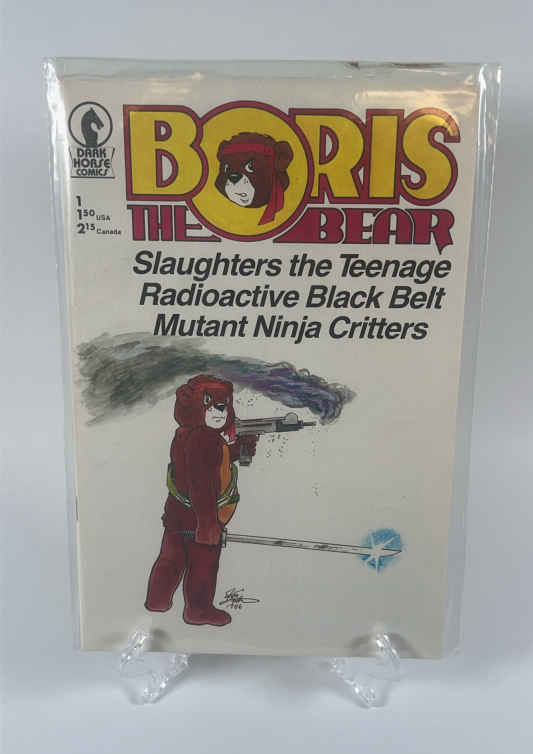 DARK
HORSE
COMICS
BORIS
THE BEAR
1
1.50 USA
2.15 Canada
Slaughters the Teenage
Radioactive Black Belt
Mutant Ninja Critters
1986